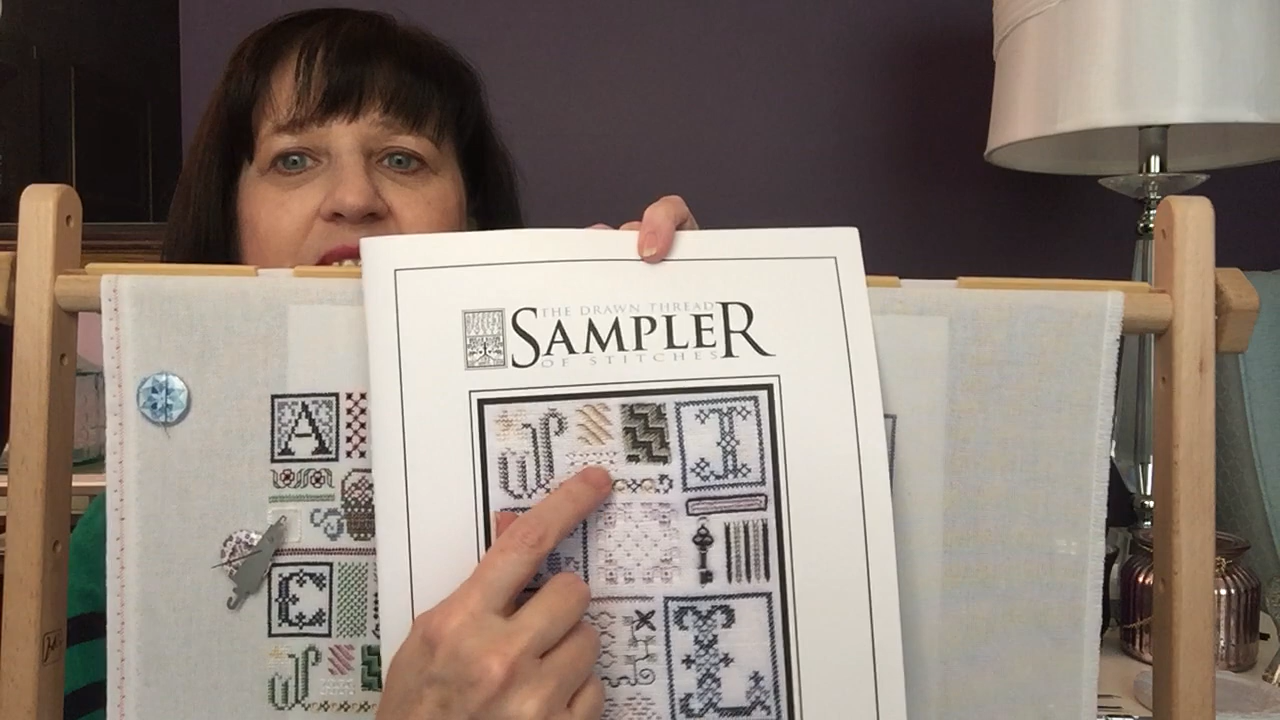 THE DRAWN THREAD
SAMPLER
OF STITCHES
A
W
I
E
W